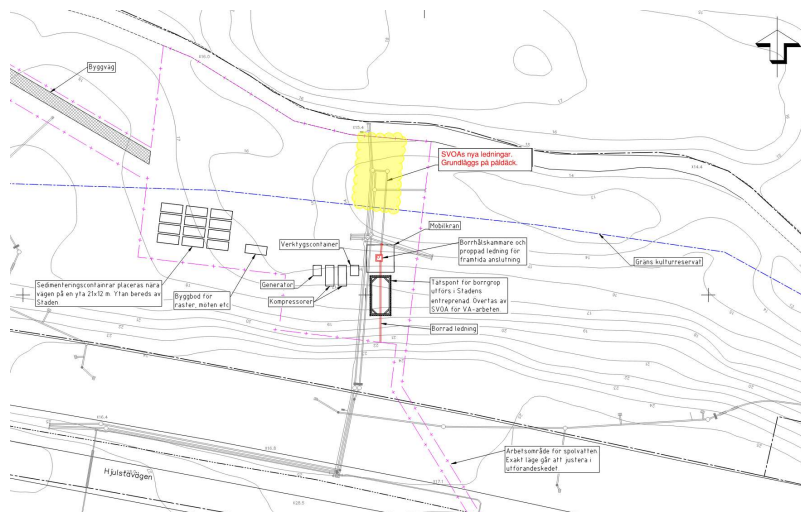 Byggväg
SVOAs nya ledningar.
Grundläggs på påldäck.
Mobilkran
Borrhålskammare och
proppad ledning för
framtida anslutning
Verktygscontainer
Gräns kulturreservat
Generator
Kompressorer
Byggbod för
raster, möten etc
Sedimenteringscontainrar placeras nära
vägen på en yta 21x12 m. Ytan bereds av
Staden.
Tätspont för borrgrop
utförs i Stadens
entreprenad. Övertas av
SVOA för VA-arbeten.
Borrad ledning
Arbetsområde för spolvatten
Exakt läge går att justera i
utförandeskedet
Hjulstavägen